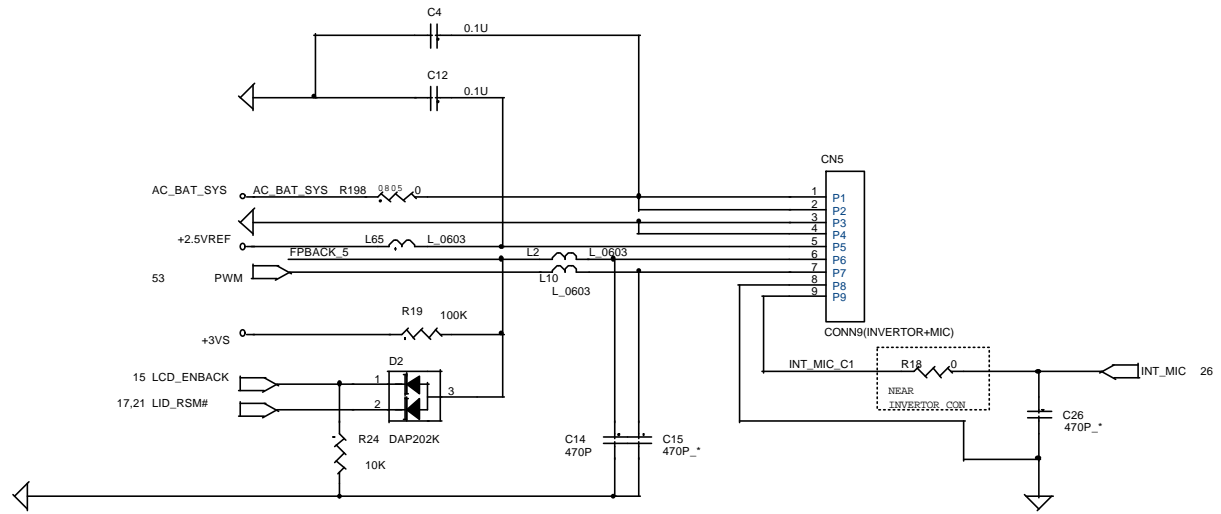 C4
0.1U
C12
0.1U
CN5
AC_BAT_SYS AC_BAT_SYS R198 0805 0
1 P1
2 P2
3 P3
4 P4
+2.5VREF L65 L_0603 5 P5
FPBACK_5 L2 L_0603 6 P6
53 PWM L10 7 P7
L_0603 8 P8
9 P9
R19 100K
+3VS
CONN9(INVERTOR+MIC)
D2
INT_MIC_C1 R18 0 INT_MIC 26
15 LCD_ENBACK 1
3
NEAR
INVERTOR CON
17,21 LID_RSM# 2
C26
470P_*
R24 DAP202K
10K
C14 C15
470P 470P_*